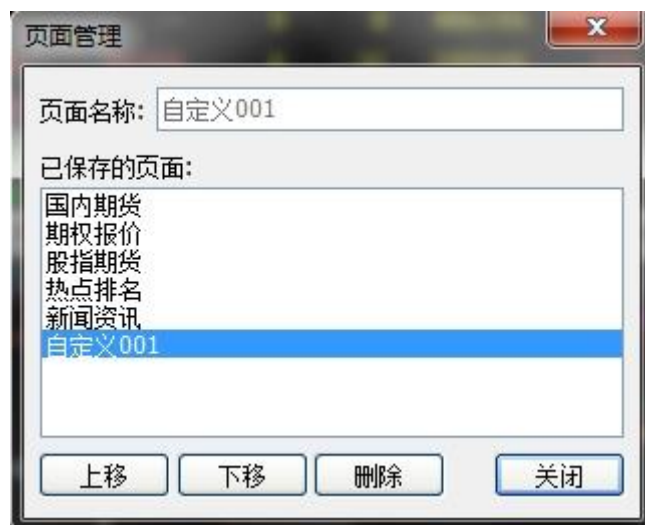 页面管理
页面名称: 自定义001
已保存的页面:
国内期货
期权报价
股指期货
热点排名
新闻资讯
自定义001
上移 下移 删除 关闭